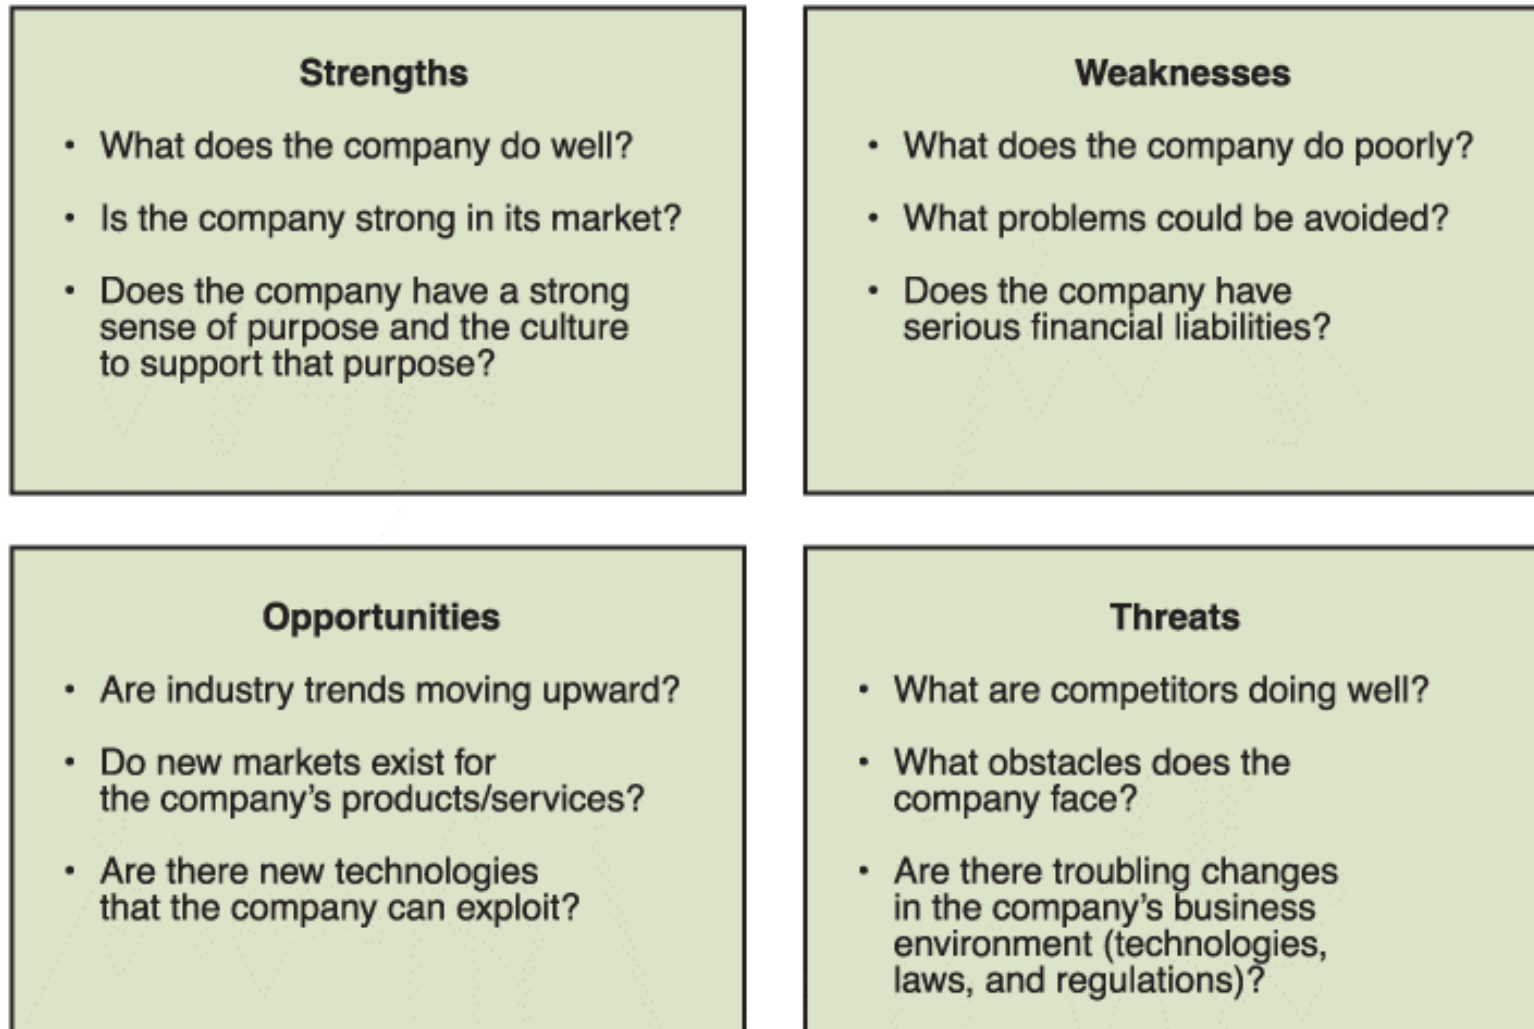 Strengths
• What does the company do well?
• Is the company strong in its market?
• Does the company have a strong
sense of purpose and the culture
to support that purpose?
Weaknesses
• What does the company do poorly?
• What problems could be avoided?
• Does the company have
serious financial liabilities?
Opportunities
• Are industry trends moving upward?
• Do new markets exist for
the company’s products/services?
• Are there new technologies
that the company can exploit?
Threats
• What are competitors doing well?
• What obstacles does the
company face?
• Are there troubling changes
in the company’s business
environment (technologies,
laws, and regulations)?